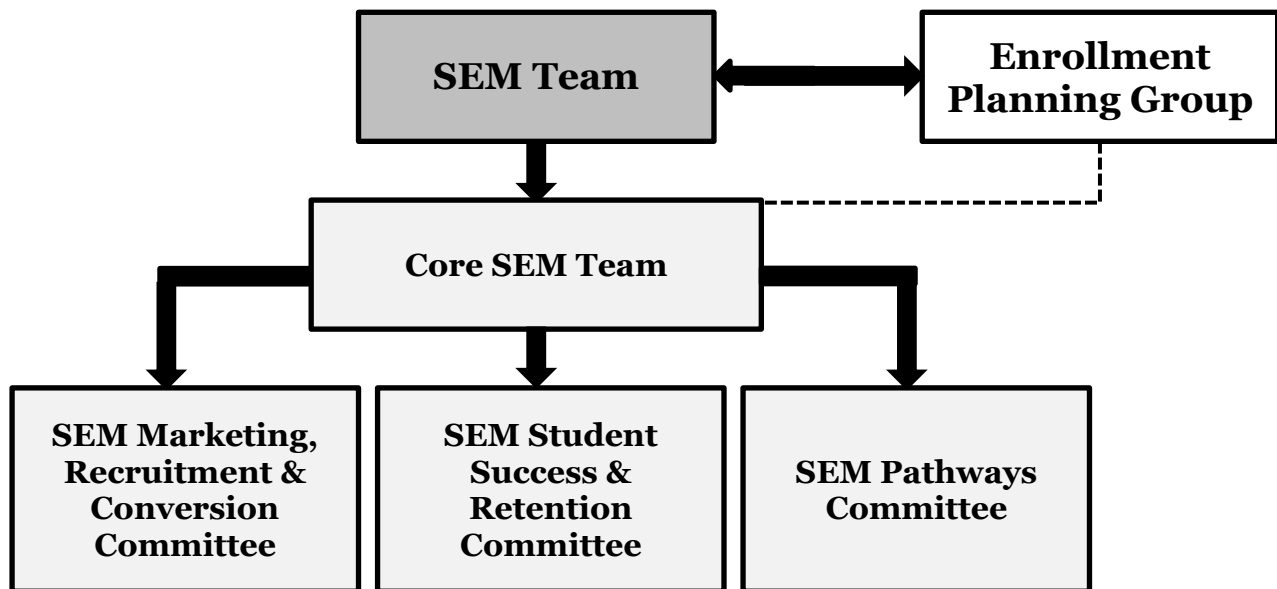 SEM Team
Enrollment
Planning Group
Core SEM Team
SEM Marketing,
Recruitment &
Conversion
Committee
SEM Student
Success &
Retention
Committee
SEM Pathways
Committee